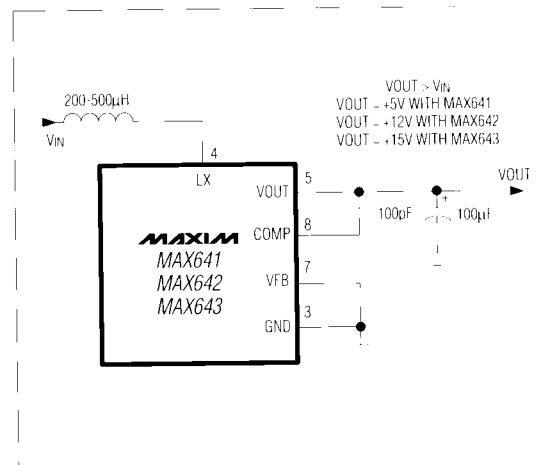 200-500µH
VIN
VOUT > VIN
VOUT = +5V WITH MAX641
VOUT = +12V WITH MAX642
VOUT = +15V WITH MAX643
4
LX
VOUT
5
VOUT
COMP
8
100pF
+
100µF
MAXIM
MAX641
MAX642
MAX643
VFB
7
GND
3